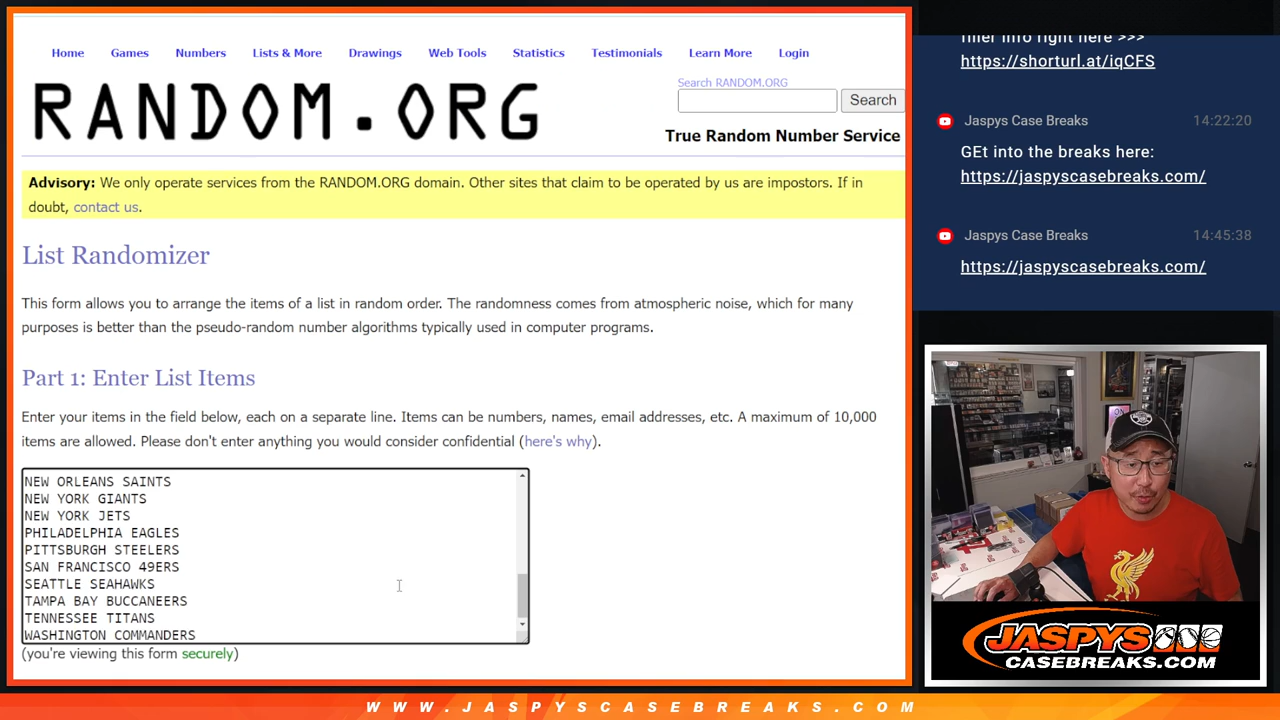 Home Games Numbers Lists & More Drawings Web Tools Statistics Testimonials Learn More Login
RANDOM.ORG
Search RANDOM.ORG
Search
True Random Number Service
Advisory: We only operate services from the RANDOM.ORG domain. Other sites that claim to be operated by us are impostors. If in
doubt, contact us.
List Randomizer
This form allows you to arrange the items of a list in random order. The randomness comes from atmospheric noise, which for many
purposes is better than the pseudo-random number algorithms typically used in computer programs.
Part 1: Enter List Items
Enter your items in the field below, each on a separate line. Items can be numbers, names, email addresses, etc. A maximum of 10,000
items are allowed. Please don't enter anything you would consider confidential (here's why).
NEW ORLEANS SAINTS
NEW YORK GIANTS
NEW YORK JETS
PHILADELPHIA EAGLES
PITTSBURGH STEELERS
SAN FRANCISCO 49ERS
SEATTLE SEAHAWKS
TAMPA BAY BUCCANEERS
TENNESSEE TITANS
WASHINGTON COMMANDERS
(you're viewing this form securely)
filler info right here >>>
https://shorturl.at/iqCFS
Jaspys Case Breaks 14:22:20
GEt into the breaks here:
https://jaspyscasebreaks.com/
Jaspys Case Breaks 14:45:38
https://jaspyscasebreaks.com/
JASPYS
CASEBREAKS.COM
WWW.JASPYSCASEBREAKS.COM